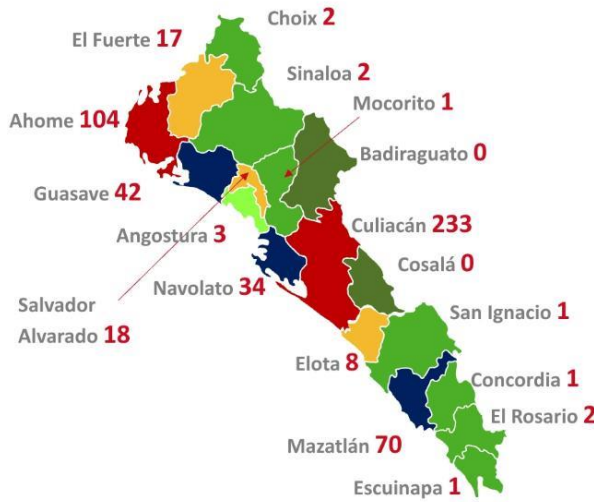 Choix 2
El Fuerte 17
Sinaloa 2
Mocorito 1
Ahome 104
Badiraguato 0
Guasave 42
Culiacán 233
Angostura 3
Cosalá 0
Navolato 34
Salvador
Alvarado 18
San Ignacio 1
Elota 8
Concordia 1
El Rosario 2
Mazatlán 70
Escuinapa 1